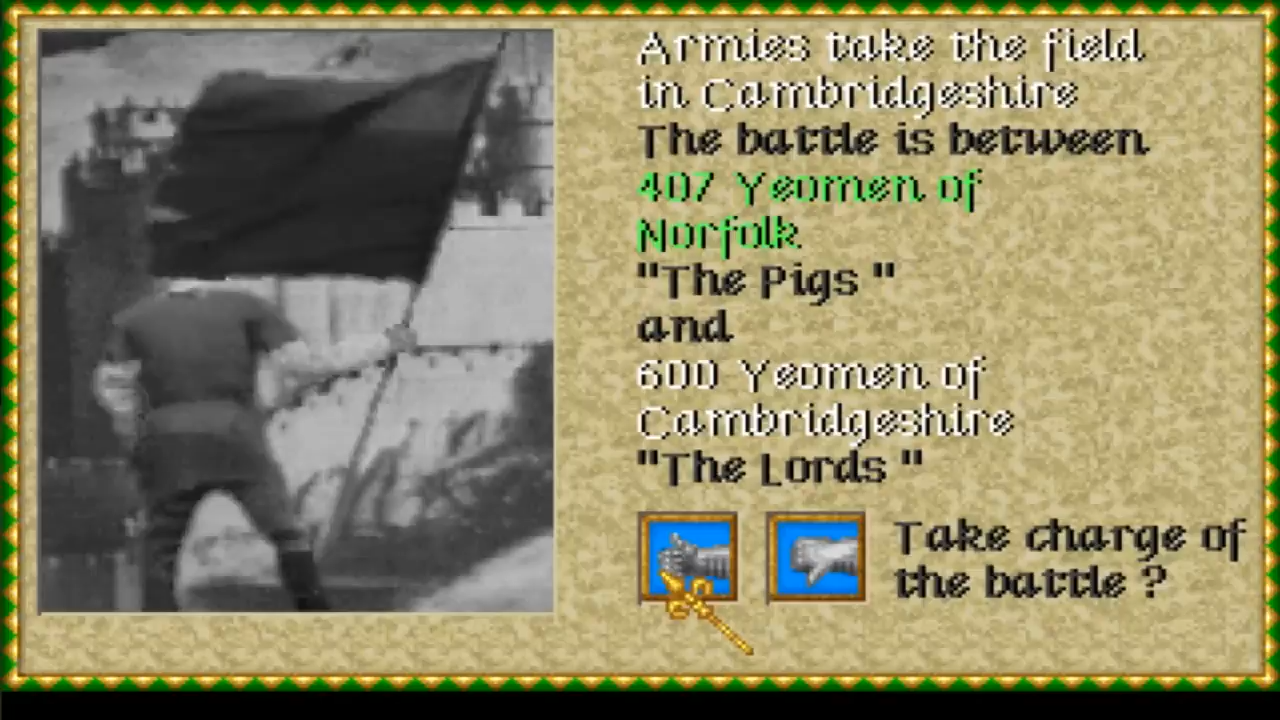 Armies take the field
in Cambridgeshire
The battle is between
407 Yeomen of
Norfolk
"The Pigs "
and
600 Yeomen of
Cambridgeshire
"The Lords "
Take charge of
the battle ?